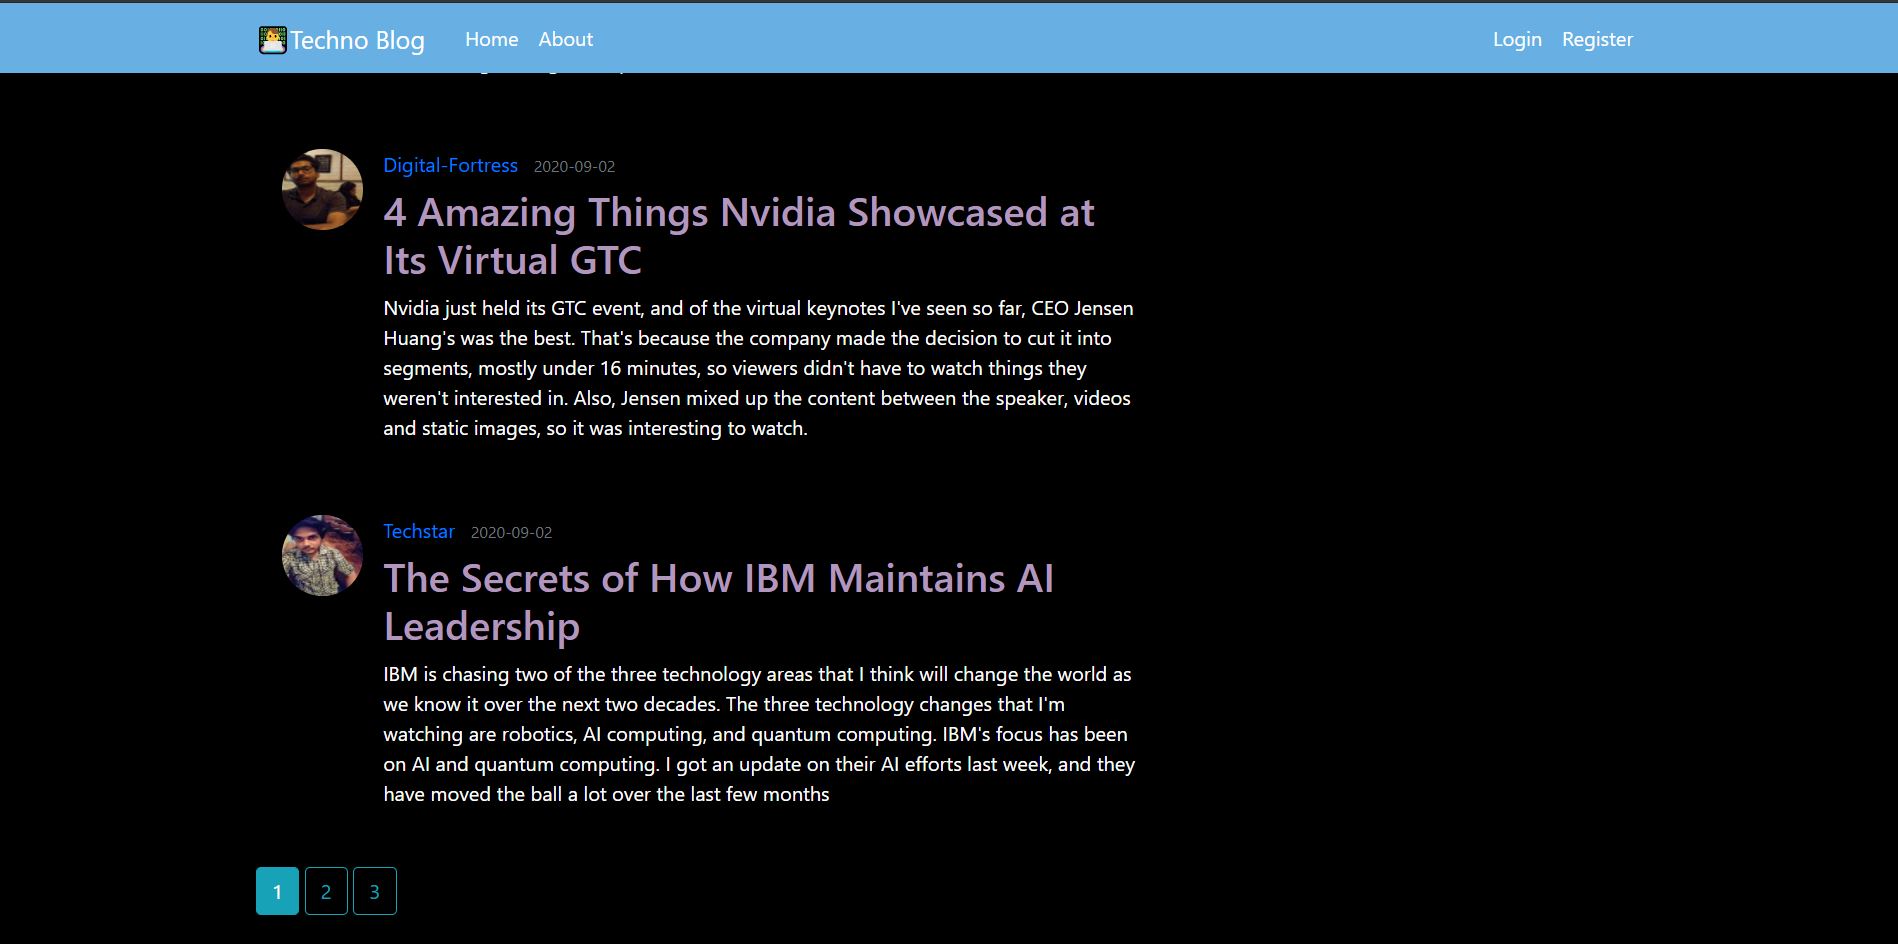 Techno Blog Home About Login Register
Digital-Fortress 2020-09-02
4 Amazing Things Nvidia Showcased at
Its Virtual GTC
Nvidia just held its GTC event, and of the virtual keynotes I've seen so far, CEO Jensen
Huang's was the best. That's because the company made the decision to cut it into
segments, mostly under 16 minutes, so viewers didn't have to watch things they
weren't interested in. Also, Jensen mixed up the content between the speaker, videos
and static images, so it was interesting to watch.
Techstar 2020-09-02
The Secrets of How IBM Maintains AI
Leadership
IBM is chasing two of the three technology areas that I think will change the world as
we know it over the next two decades. The three technology changes that I'm
watching are robotics, AI computing, and quantum computing. IBM's focus has been
on AI and quantum computing. I got an update on their AI efforts last week, and they
have moved the ball a lot over the last few months
1 2 3